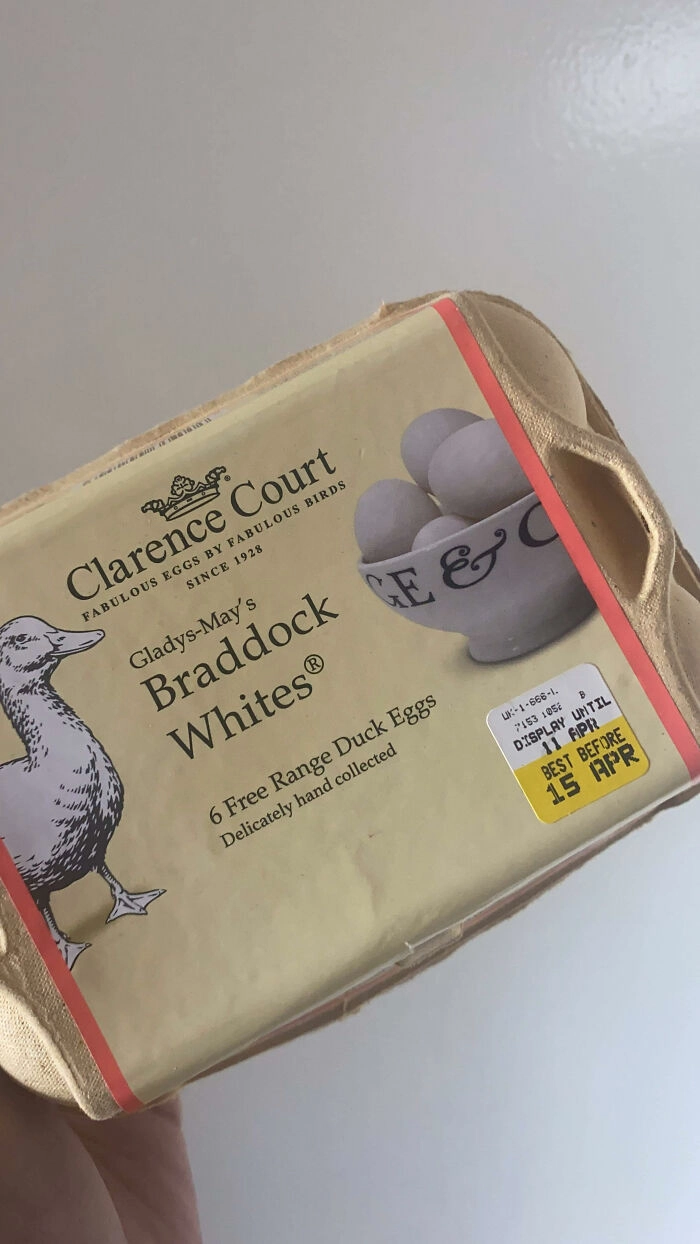 Clarence Court
FABULOUS EGGS BY FABULOUS BIRDS
SINCE 1928
Gladys-May's
Braddock
Whites®
6 Free Range Duck Eggs
Delicately hand collected
GE & C
DISPLAY UNTIL
11 APR
BEST BEFORE
15 APR